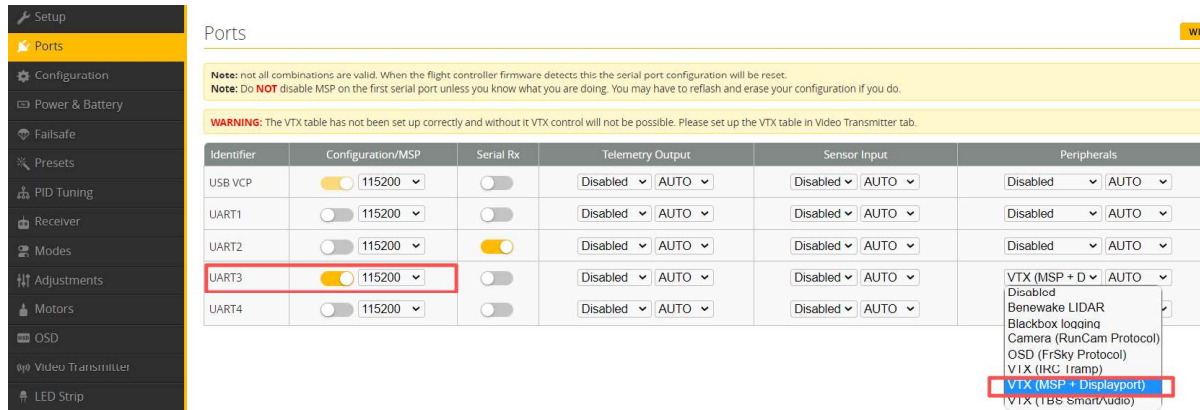 Setup
Ports
Configuration
Power & Battery
Failsafe
Presets
PID Tuning
Receiver
Modes
Adjustments
Motors
OSD
Video Transmitter
LED Strip
Ports
Note: not all combinations are valid. When the flight controller firmware detects this the serial port configuration will be reset.
Note: Do NOT disable MSP on the first serial port unless you know what you are doing. You may have to reflash and erase your configuration if you do.
WARNING: The VTX table has not been set up correctly and without it VTX control will not be possible. Please set up the VTX table in Video Transmitter tab.
Identifier Configuration/MSP Serial Rx Telemetry Output Sensor Input Peripherals
USB VCP 115200 Disabled AUTO Disabled AUTO Disabled AUTO
UART1 115200 Disabled AUTO Disabled AUTO Disabled AUTO
UART2 115200 Disabled AUTO Disabled AUTO Disabled AUTO
UART3 115200 Disabled AUTO Disabled AUTO VTX (MSP + D AUTO
UART4 115200 Disabled AUTO Disabled AUTO
Disabled
Benewake LIDAR
Blackbox logging
Camera (RunCam Protocol)
OSD (FrSky Protocol)
VTX (IRC Tramp)
VTX (MSP + Displayport)
VTX (TBS SmartAudio)